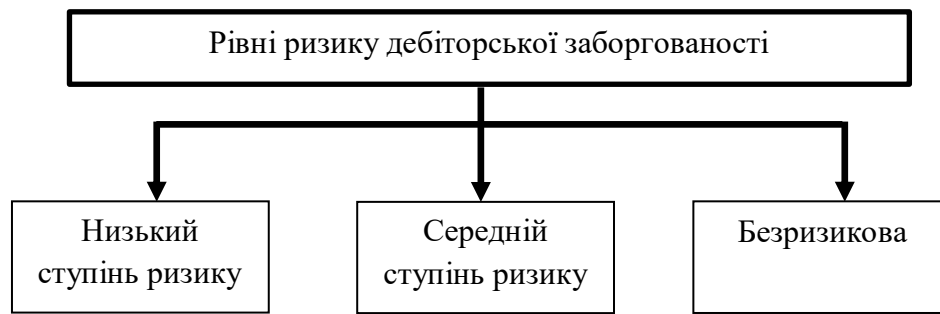 Рівні ризику дебіторської заборгованості
Низький
ступінь ризику
Середній
ступінь ризику
Безризикова